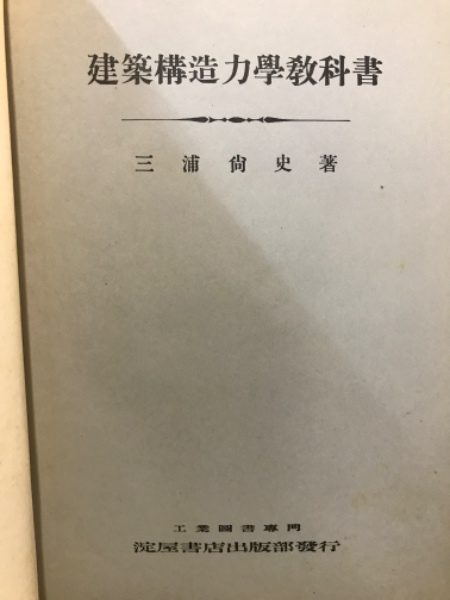 建築構造力學教科書
三浦尙史著
工業圖書專門
淀屋書店出版部發行